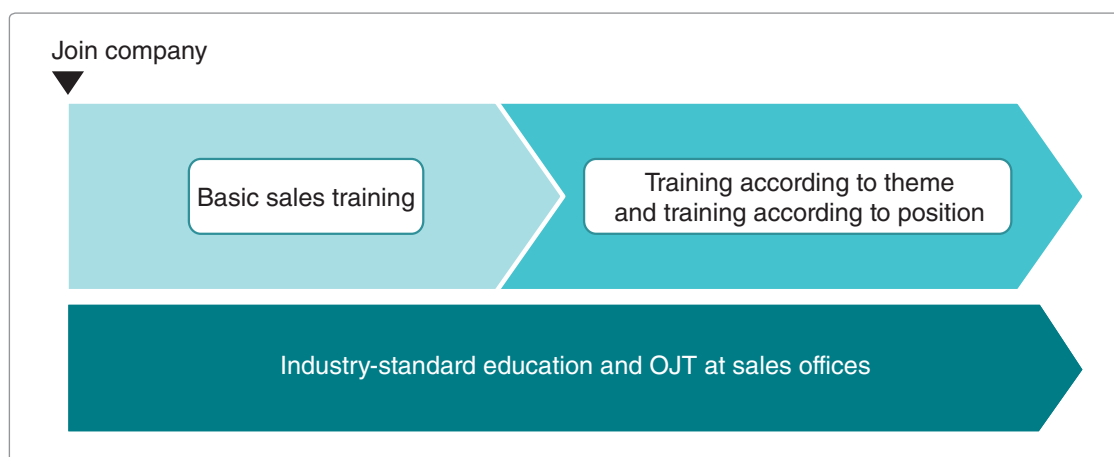 Join company
Basic sales training
Training according to theme
and training according to position
Industry-standard education and OJT at sales offices